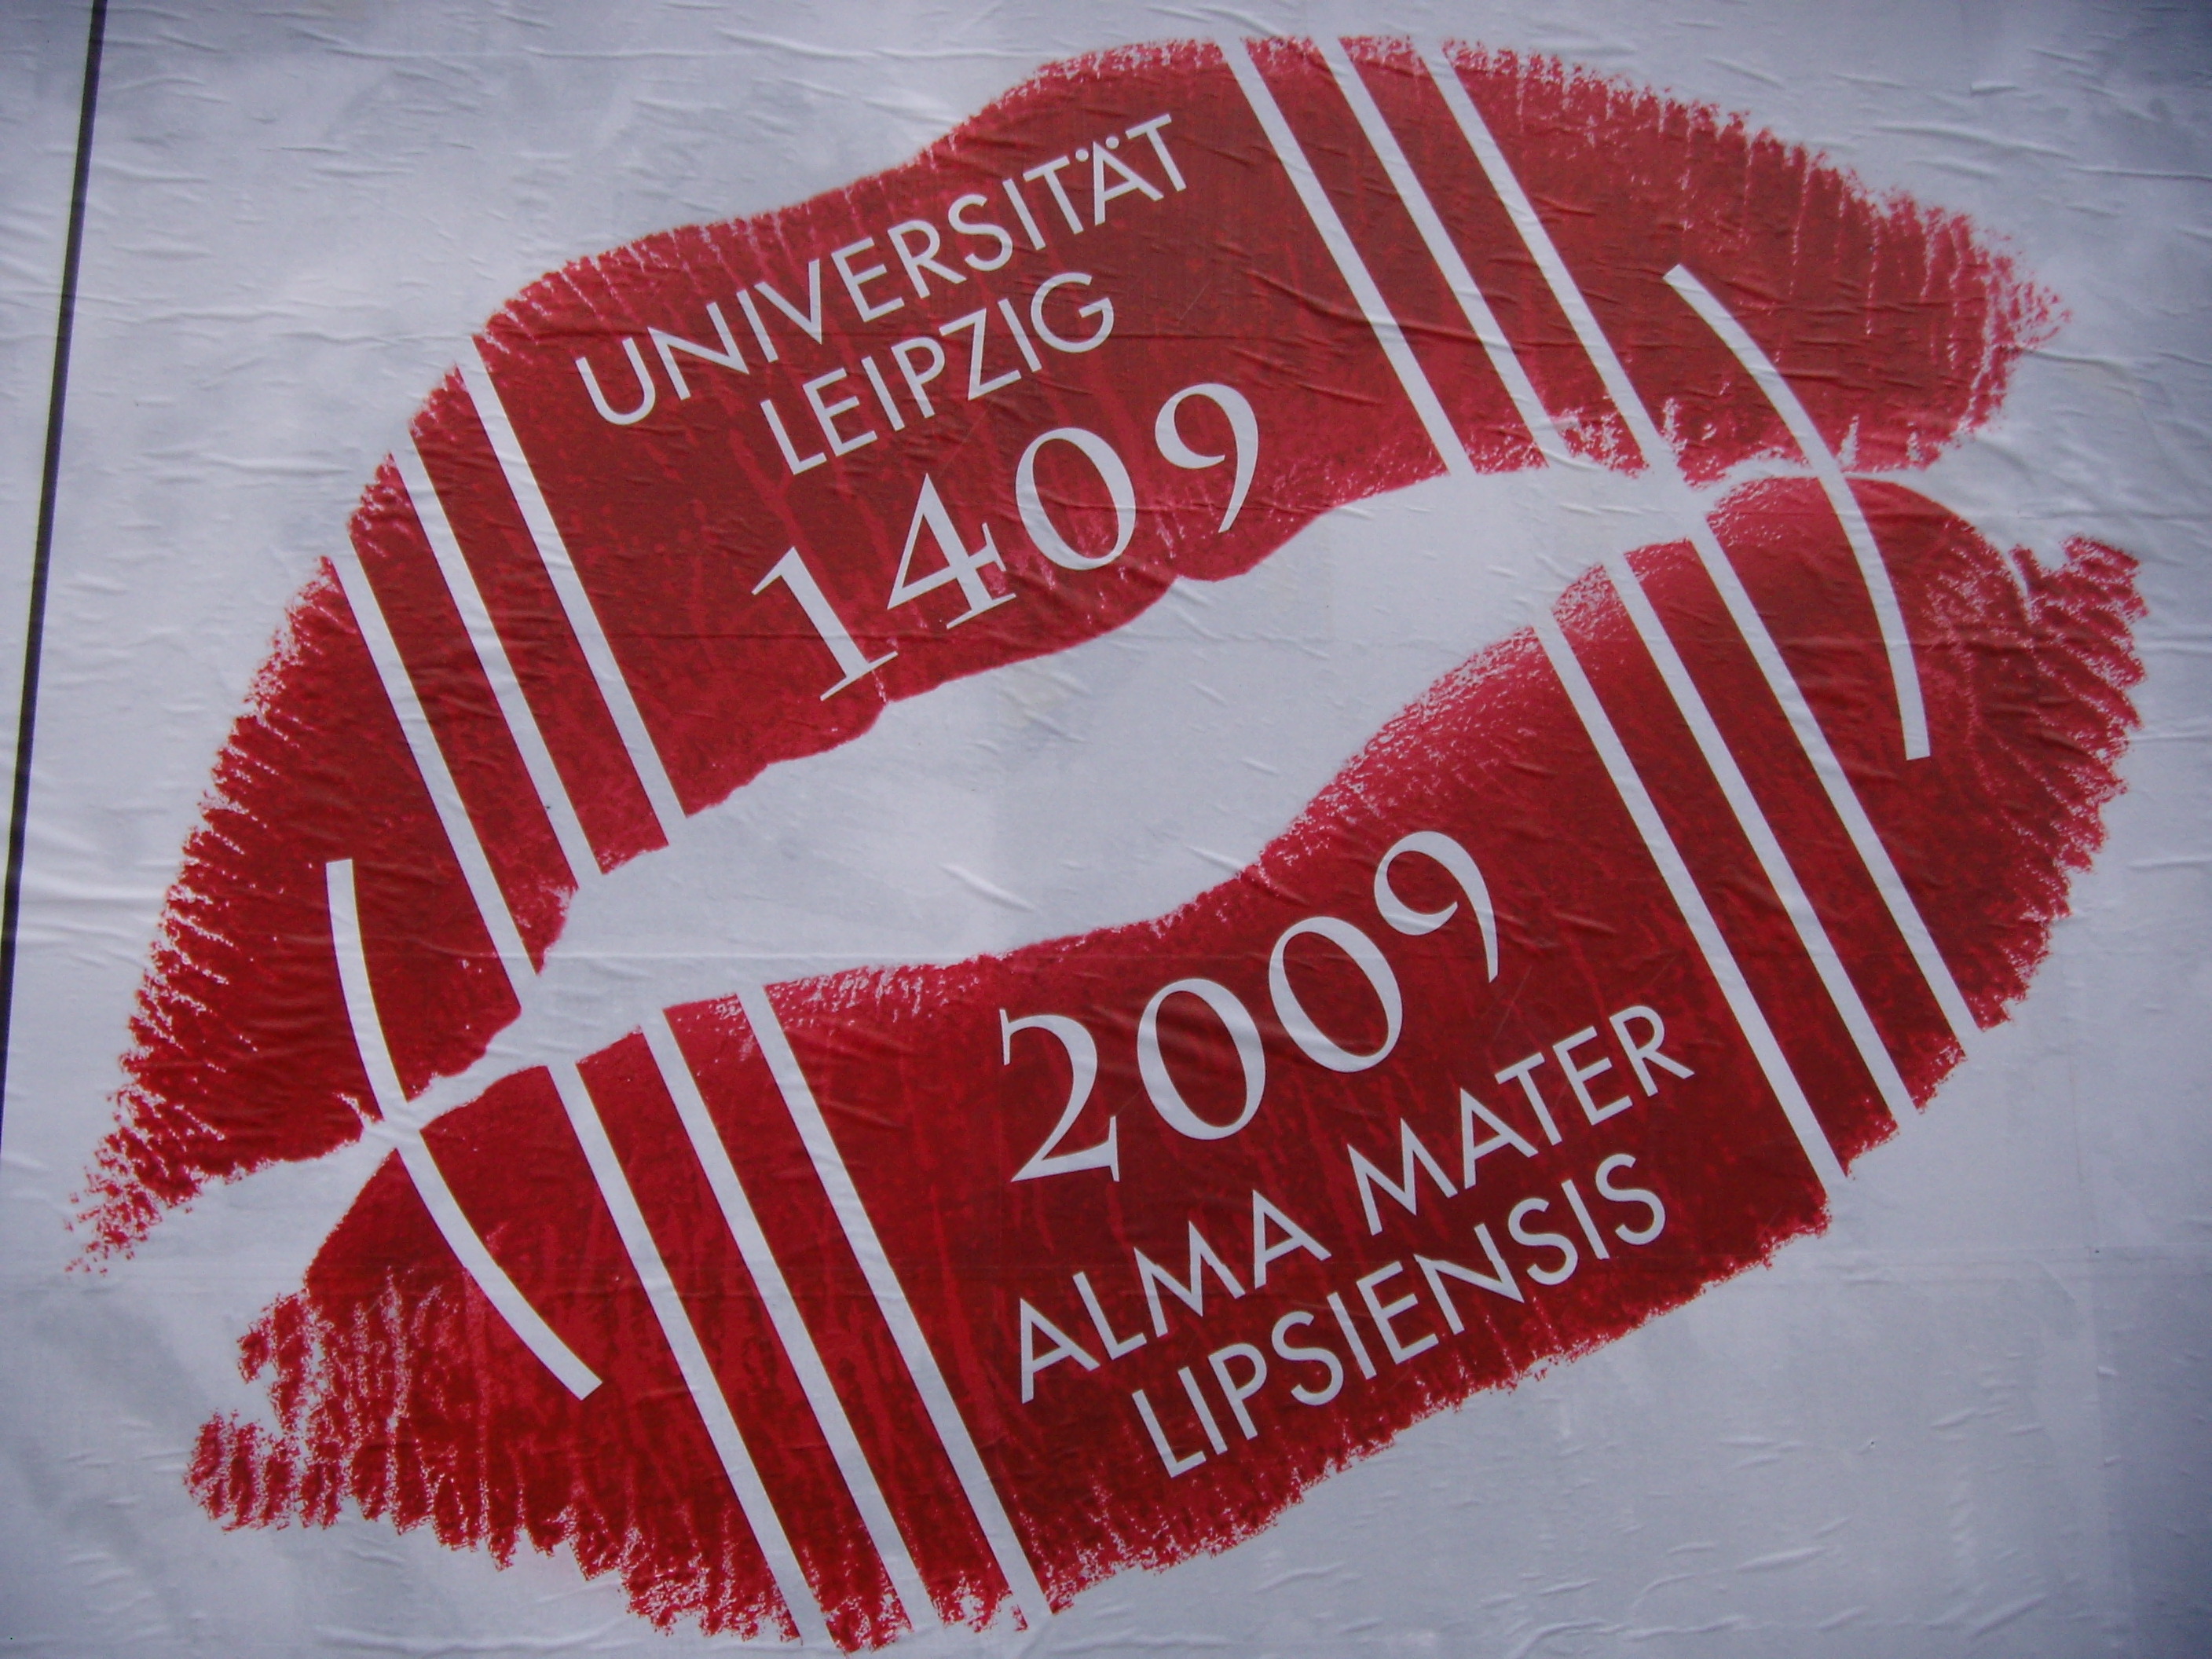 UNIVERSITÄT
LEIPZIG
1409
2009
ALMA MATER
LIPSIENSIS